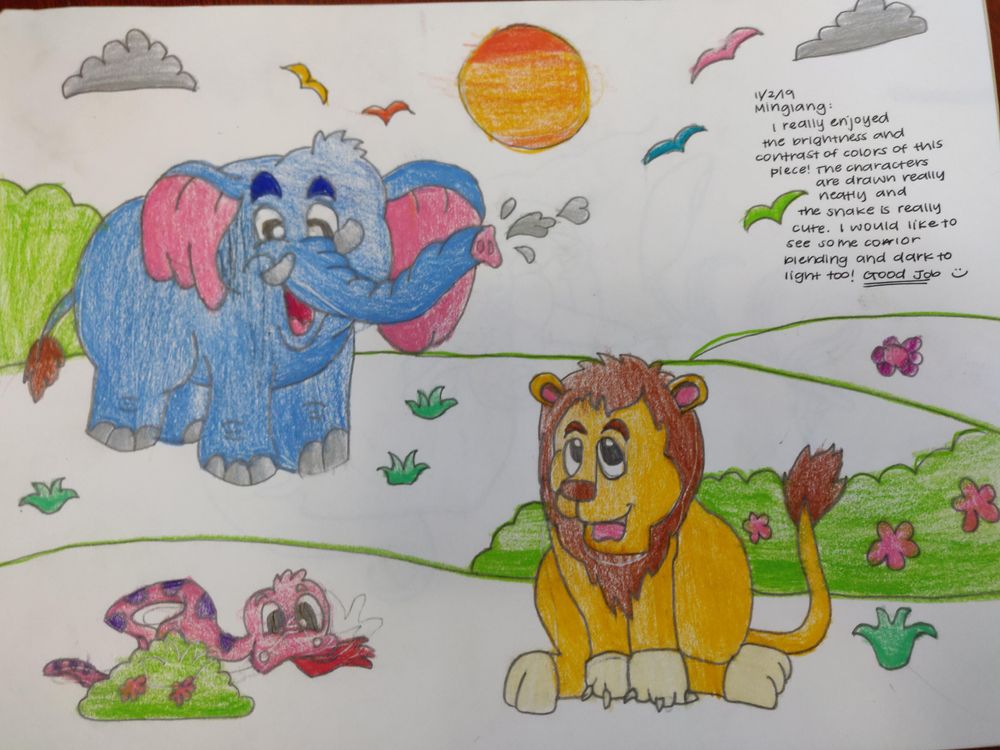 11/2/19
Mingiang:
I really enjoyed
the brightness and
contrast of colors of this
piece! The characters
are drawn really
neatly and
the snake is really
cute. I would like to
see some corrlor
blending and dark to
light too! Good Job ☺